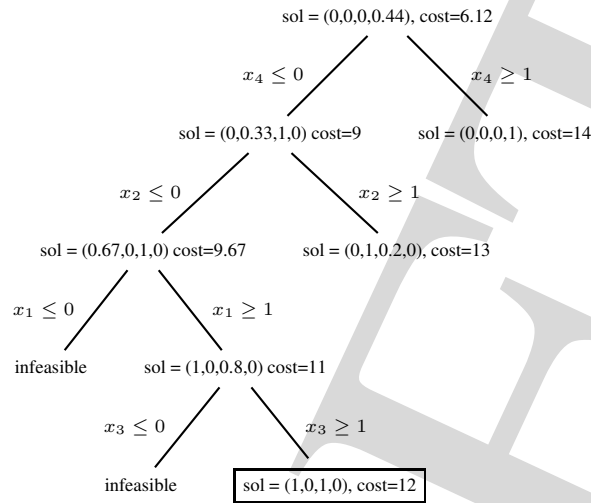 sol = (0,0,0,0.44), cost=6.12
x₄ ≤ 0
x₄ ≥ 1
sol = (0,0.33,1,0) cost=9
sol = (0,0,0,1), cost=14
x₂ ≤ 0
x₂ ≥ 1
sol = (0.67,0,1,0) cost=9.67
sol = (0,1,0.2,0), cost=13
x₁ ≤ 0
x₁ ≥ 1
infeasible
sol = (1,0,0.8,0) cost=11
x₃ ≤ 0
x₃ ≥ 1
infeasible
sol = (1,0,1,0), cost=12